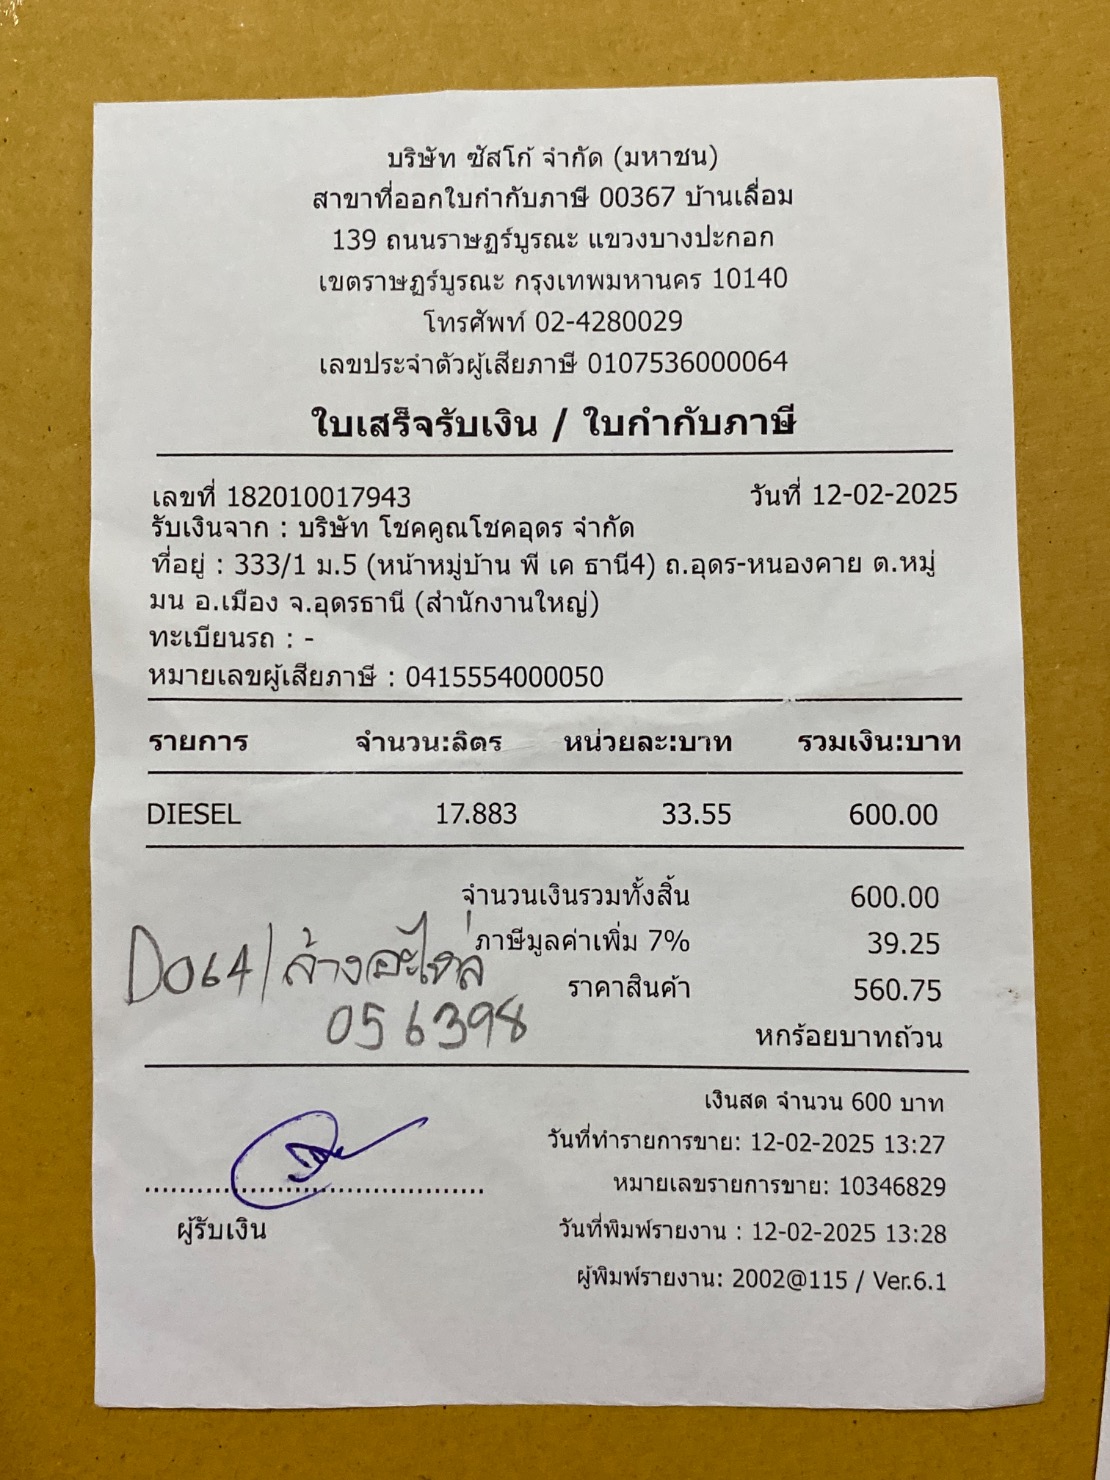 บริษัท ซัสโก้ จำกัด (มหาชน)
สาขาที่ออกใบกำกับภาษี 00367 บ้านเลื่อม
139 ถนนราษฏร์บูรณะ แขวงบางปะกอก
เขตราษฏร์บูรณะ กรุงเทพมหานคร 10140
โทรศัพท์ 02-4280029
เลขประจำตัวผู้เสียภาษี 0107536000064
ใบเสร็จรับเงิน / ใบกำกับภาษี
เลขที่ 182010017943 วันที่ 12-02-2025
รับเงินจาก : บริษัท โชคคูณโชคอุดร จำกัด
ที่อยู่ : 333/1 ม.5 (หน้าหมู่บ้าน พี เค ธานี4) ถ.อุดร-หนองคาย ต.หมู่
มน อ.เมือง จ.อุดรธานี (สำนักงานใหญ่)
ทะเบียนรถ : -
หมายเลขผู้เสียภาษี : 0415554000050
รายการ จำนวน:ลิตร หน่วยละ:บาท รวมเงิน:บาท
DIESEL 17.883 33.55 600.00
จำนวนเงินรวมทั้งสิ้น 600.00
ภาษีมูลค่าเพิ่ม 7% 39.25
D064/ล้างอะไหล่
ราคาสินค้า 560.75
056398
หกร้อยบาทถ้วน
เงินสด จำนวน 600 บาท
วันที่ทำรายการขาย: 12-02-2025 13:27
หมายเลขรายการขาย: 10346829
ผู้รับเงิน วันที่พิมพ์รายงาน : 12-02-2025 13:28
ผู้พิมพ์รายงาน: 2002@115 / Ver.6.1